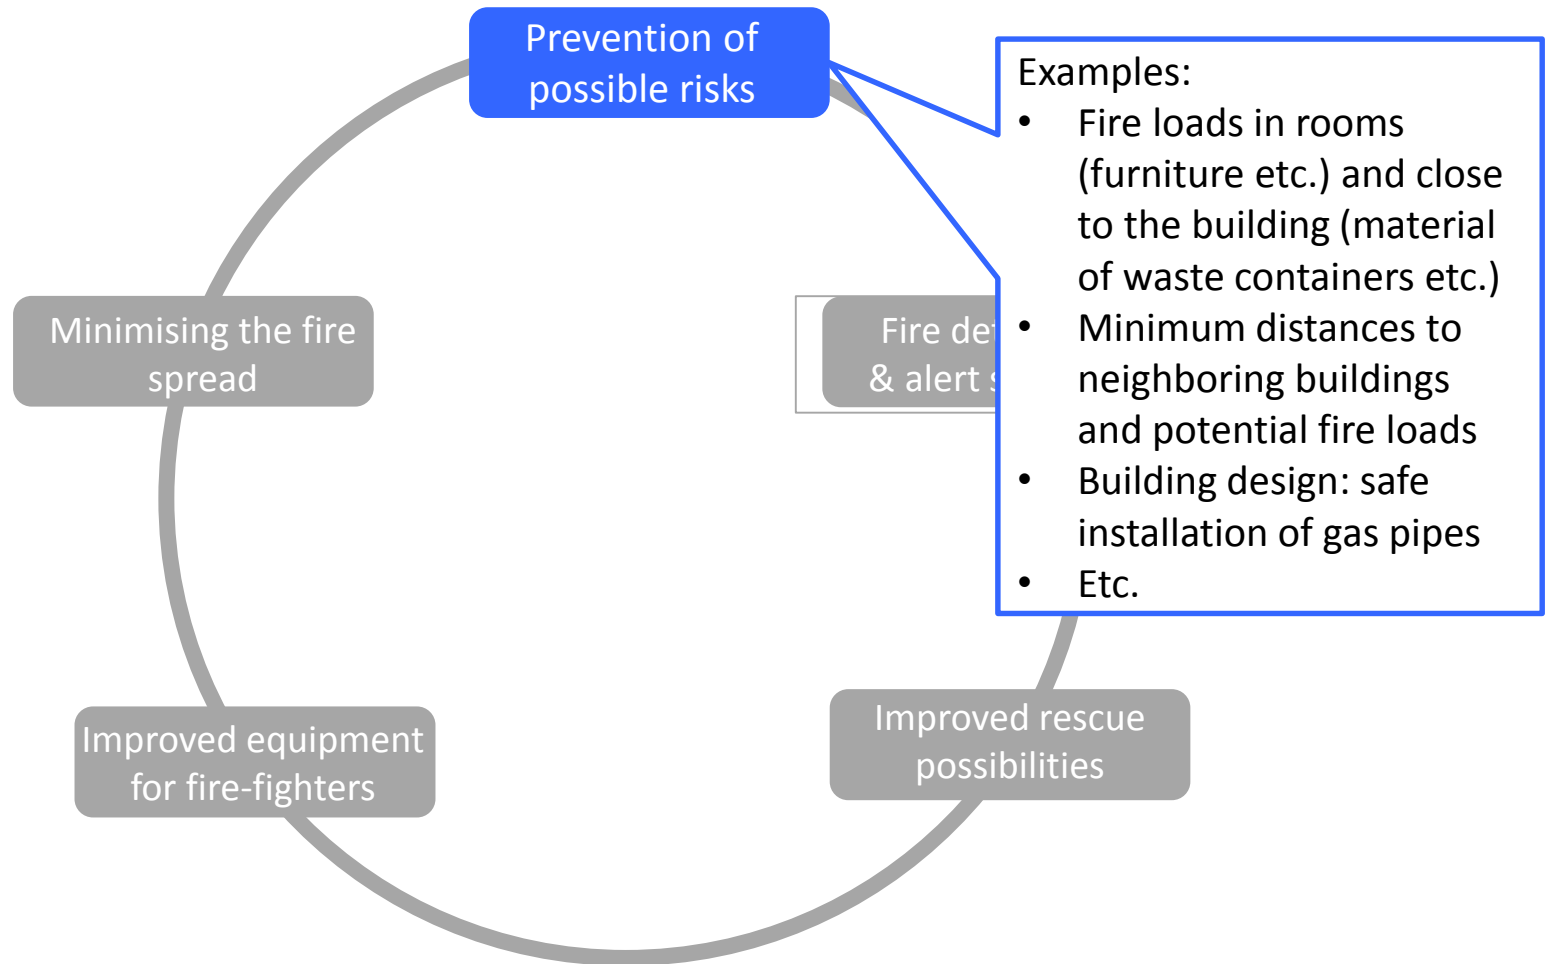 Prevention of
possible risks
Examples:
• Fire loads in rooms
(furniture etc.) and close
to the building (material
of waste containers etc.)
• Minimum distances to
neighboring buildings
and potential fire loads
• Building design: safe
installation of gas pipes
• Etc.
Minimising the fire
spread
Fire
& alert
Improved equipment
for fire-fighters
Improved rescue
possibilities